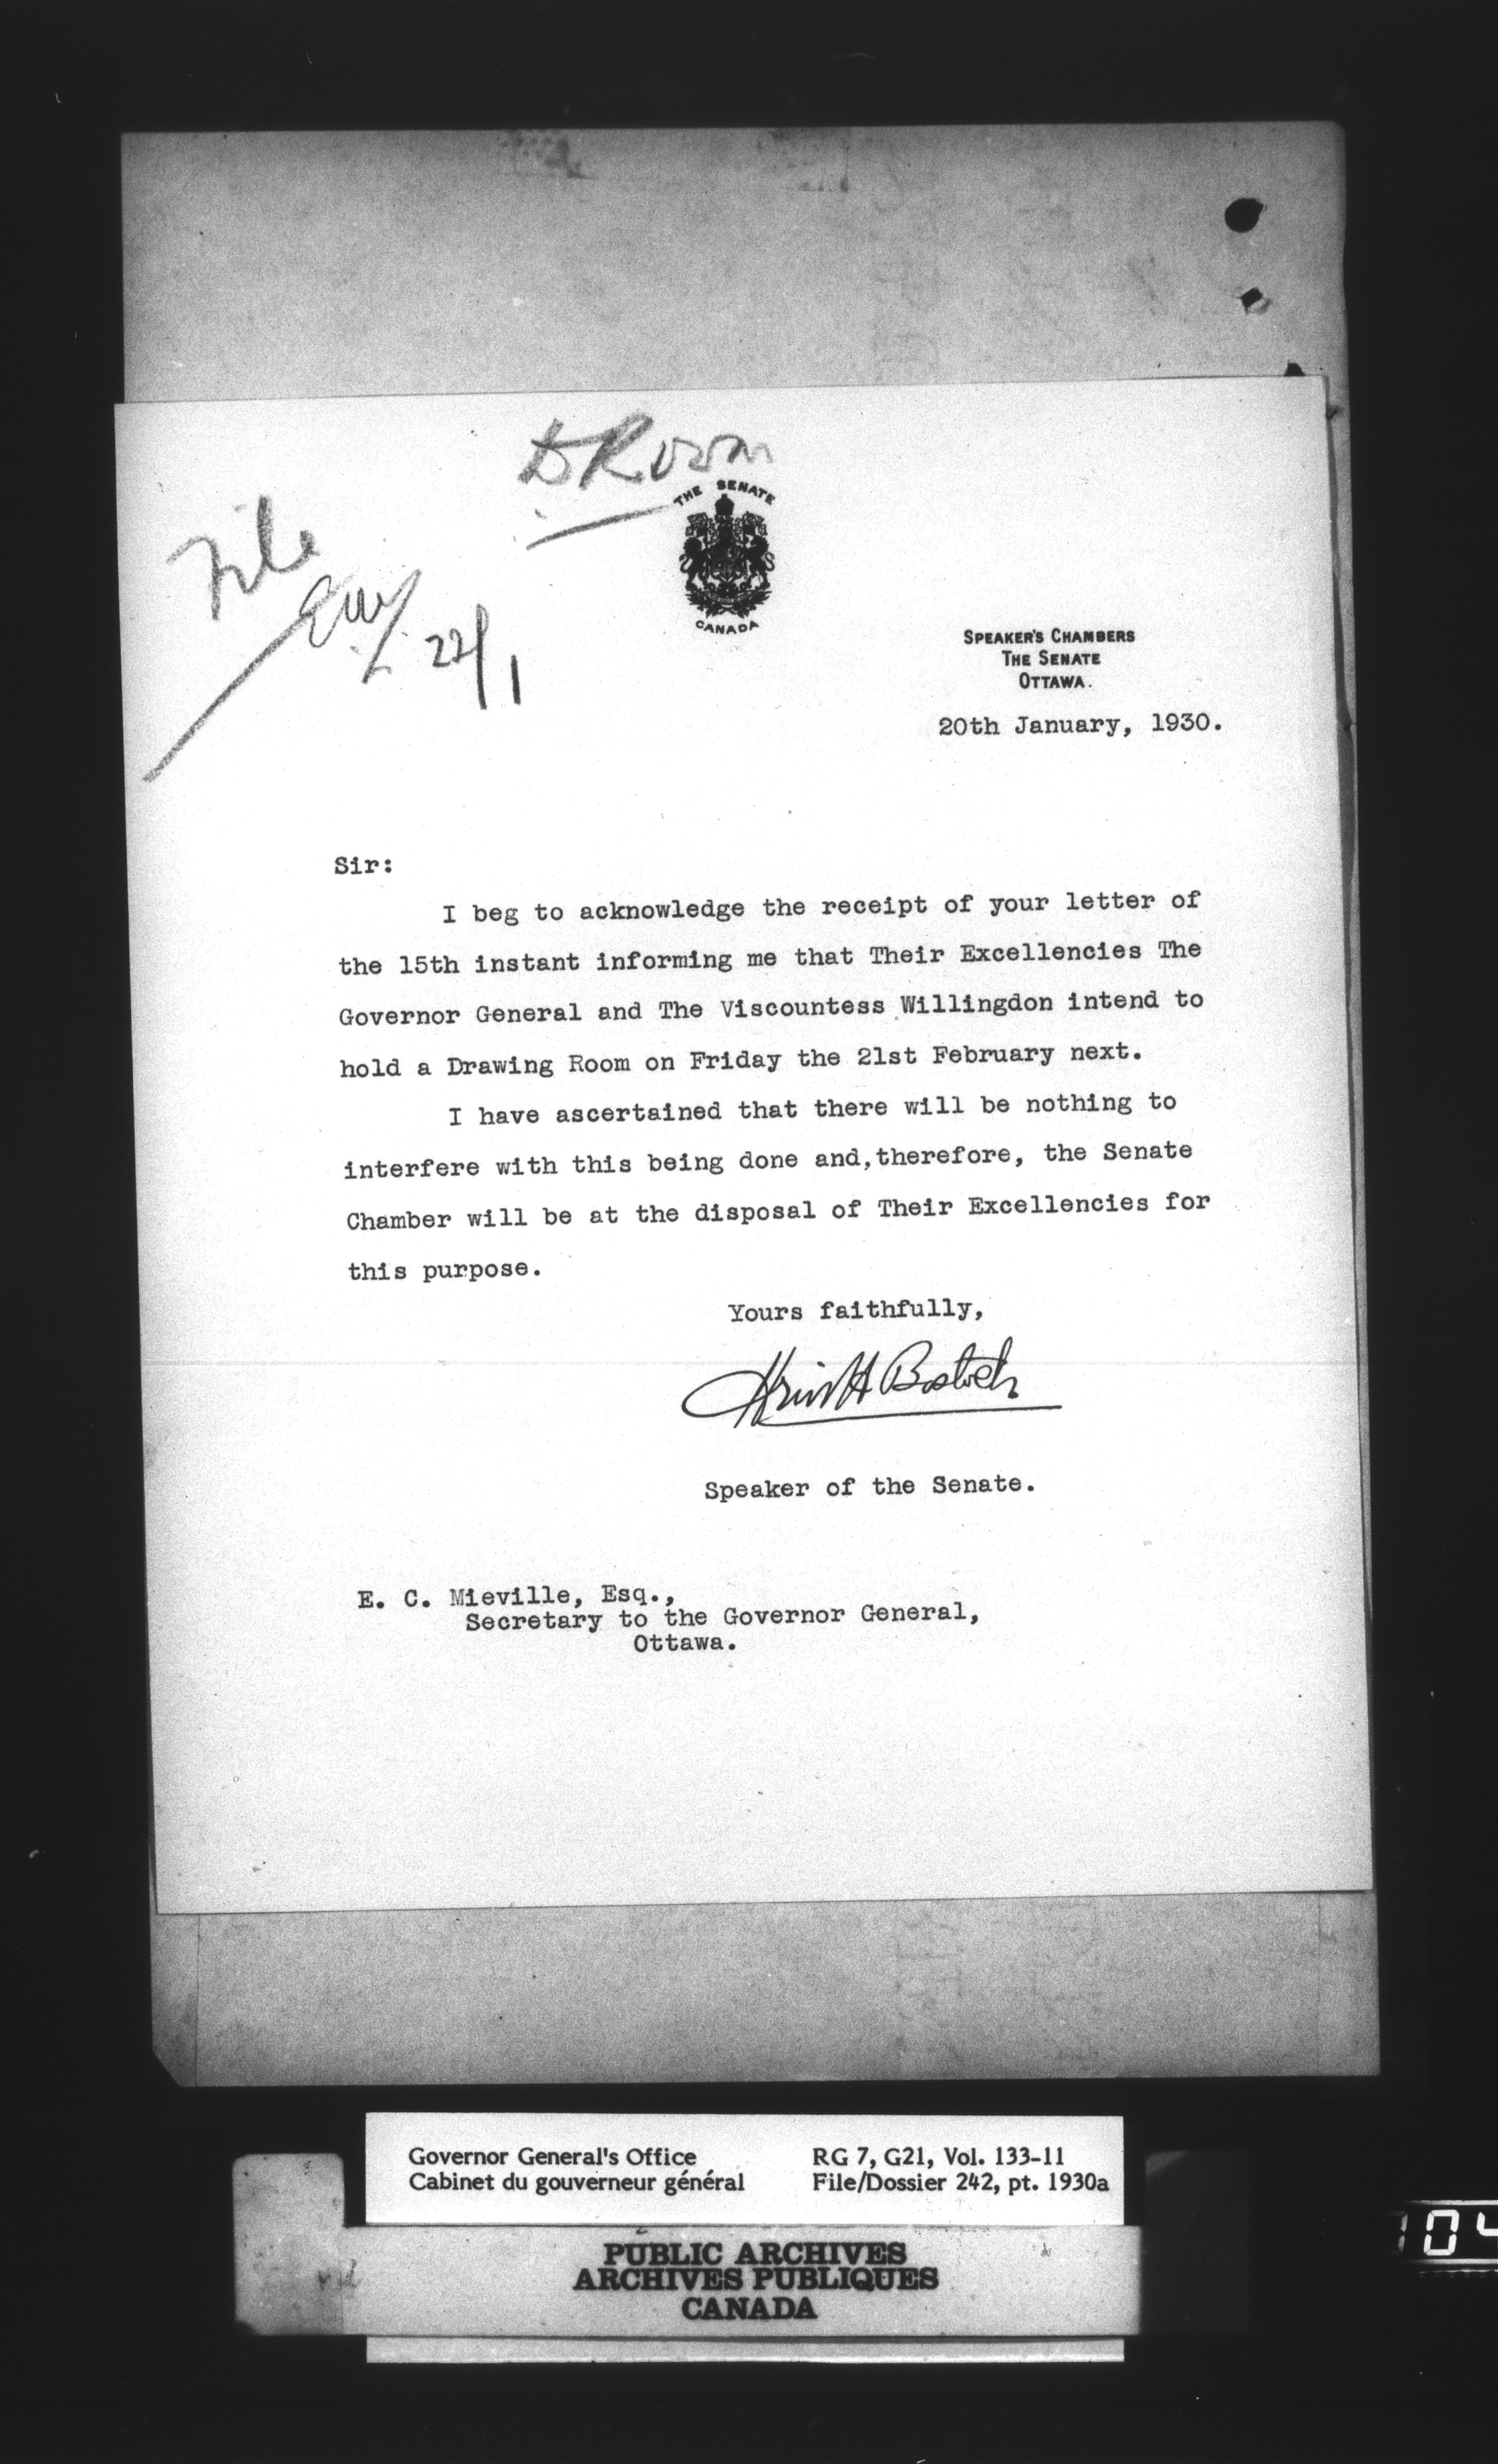 D Room
File
22/1
THE SENATE
CANADA
SPEAKER'S CHAMBERS
THE SENATE
OTTAWA.
20th January, 1930.
Sir:
I beg to acknowledge the receipt of your letter of
the 15th instant informing me that Their Excellencies The
Governor General and The Viscountess Willingdon intend to
hold a Drawing Room on Friday the 21st February next.
I have ascertained that there will be nothing to
interfere with this being done and,therefore, the Senate
Chamber will be at the disposal of Their Excellencies for
this purpose.
Yours faithfully,
Bostock
Speaker of the Senate.
E. C. Mieville, Esq.,
Secretary to the Governor General,
Ottawa.
Governor General's Office
Cabinet du gouverneur général
RG 7, G21, Vol. 133-11
File/Dossier 242, pt. 1930a
PUBLIC ARCHIVES
ARCHIVES PUBLIQUES
CANADA